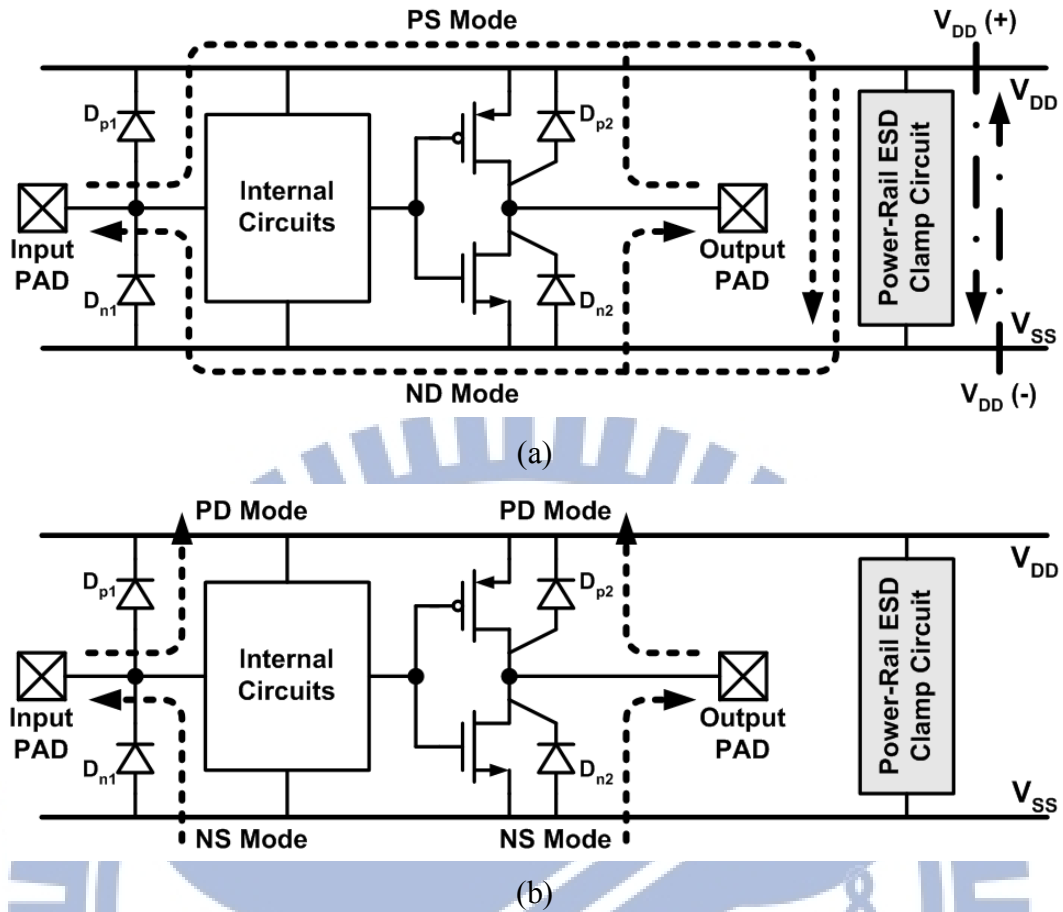 PS Mode
V_DD (+)
V_DD
D_p1
D_p2
Internal
Circuits
Input
PAD
Output
PAD
D_n1
D_n2
Power-Rail ESD
Clamp Circuit
V_SS
ND Mode
V_DD (-)
(a)
PD Mode
PD Mode
V_DD
D_p1
D_p2
Internal
Circuits
Input
PAD
Output
PAD
D_n1
D_n2
Power-Rail ESD
Clamp Circuit
V_SS
NS Mode
NS Mode
(b)